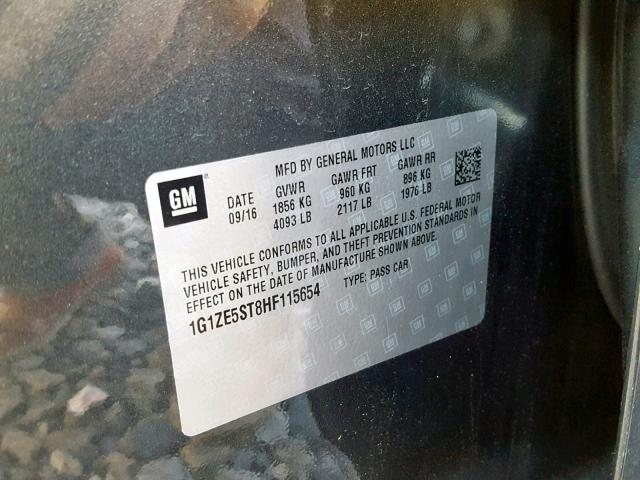 MFD BY GENERAL MOTORS LLC
GM
DATE GVWR GAWR FRT GAWR RR
09/16 1856 KG 960 KG 896 KG
4093 LB 2117 LB 1976 LB
THIS VEHICLE CONFORMS TO ALL APPLICABLE U.S. FEDERAL MOTOR
VEHICLE SAFETY, BUMPER, AND THEFT PREVENTION STANDARDS IN
EFFECT ON THE DATE OF MANUFACTURE SHOWN ABOVE.
1G1ZE5ST8HF115654 TYPE: PASS CAR